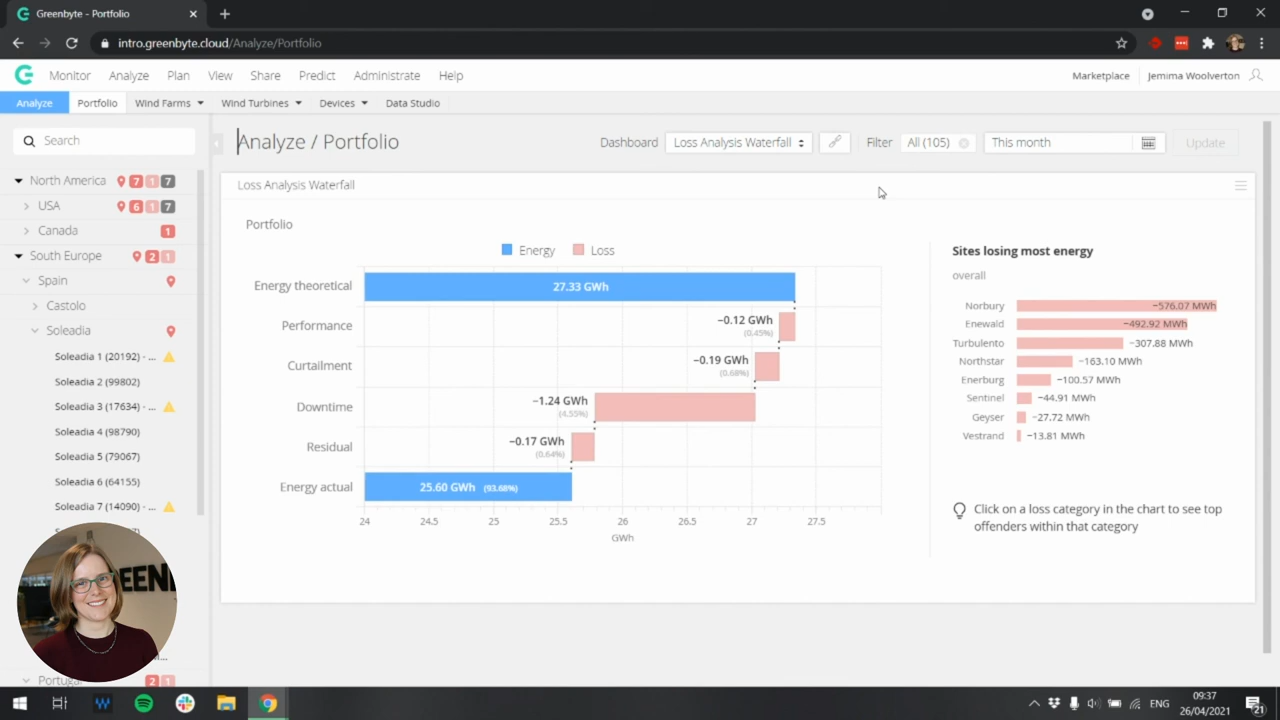 Greenbyte - Portfolio
intro.greenbyte.cloud/Analyze/Portfolio
Monitor Analyze Plan View Share Predict Administrate Help
Marketplace Jemima Woolverton
Analyze Portfolio Wind Farms Wind Turbines Devices Data Studio
Search
Analyze / Portfolio
Dashboard Loss Analysis Waterfall Filter All (105) This month Update
North America 7 1 7
USA 6 1 7
Canada 1
South Europe 2 1
Spain
Castolo
Soleadia
Soleadia 1 (20192) · ...
Soleadia 2 (99802)
Soleadia 3 (17634) · ...
Soleadia 4 (98790)
Soleadia 5 (79067)
Soleadia 6 (64155)
Soleadia 7 (14090) · ...
Portugal 2 1
Loss Analysis Waterfall
Portfolio
Energy Loss
Energy theoretical 27.33 GWh
Performance −0.12 GWh
(0.45%)
Curtailment −0.19 GWh
(0.68%)
Downtime −1.24 GWh
(4.55%)
Residual −0.17 GWh
(0.64%)
Energy actual 25.60 GWh (93.68%)
24 24.5 25 25.5 26 26.5 27 27.5
GWh
Sites losing most energy
overall
Norbury −576.07 MWh
Enewald −492.92 MWh
Turbulento −307.88 MWh
Northstar −163.10 MWh
Enerburg −100.57 MWh
Sentinel −44.91 MWh
Geyser −27.72 MWh
Vestrand −13.81 MWh
Click on a loss category in the chart to see top
offenders within that category
ENG
09:37
26/04/2021
21